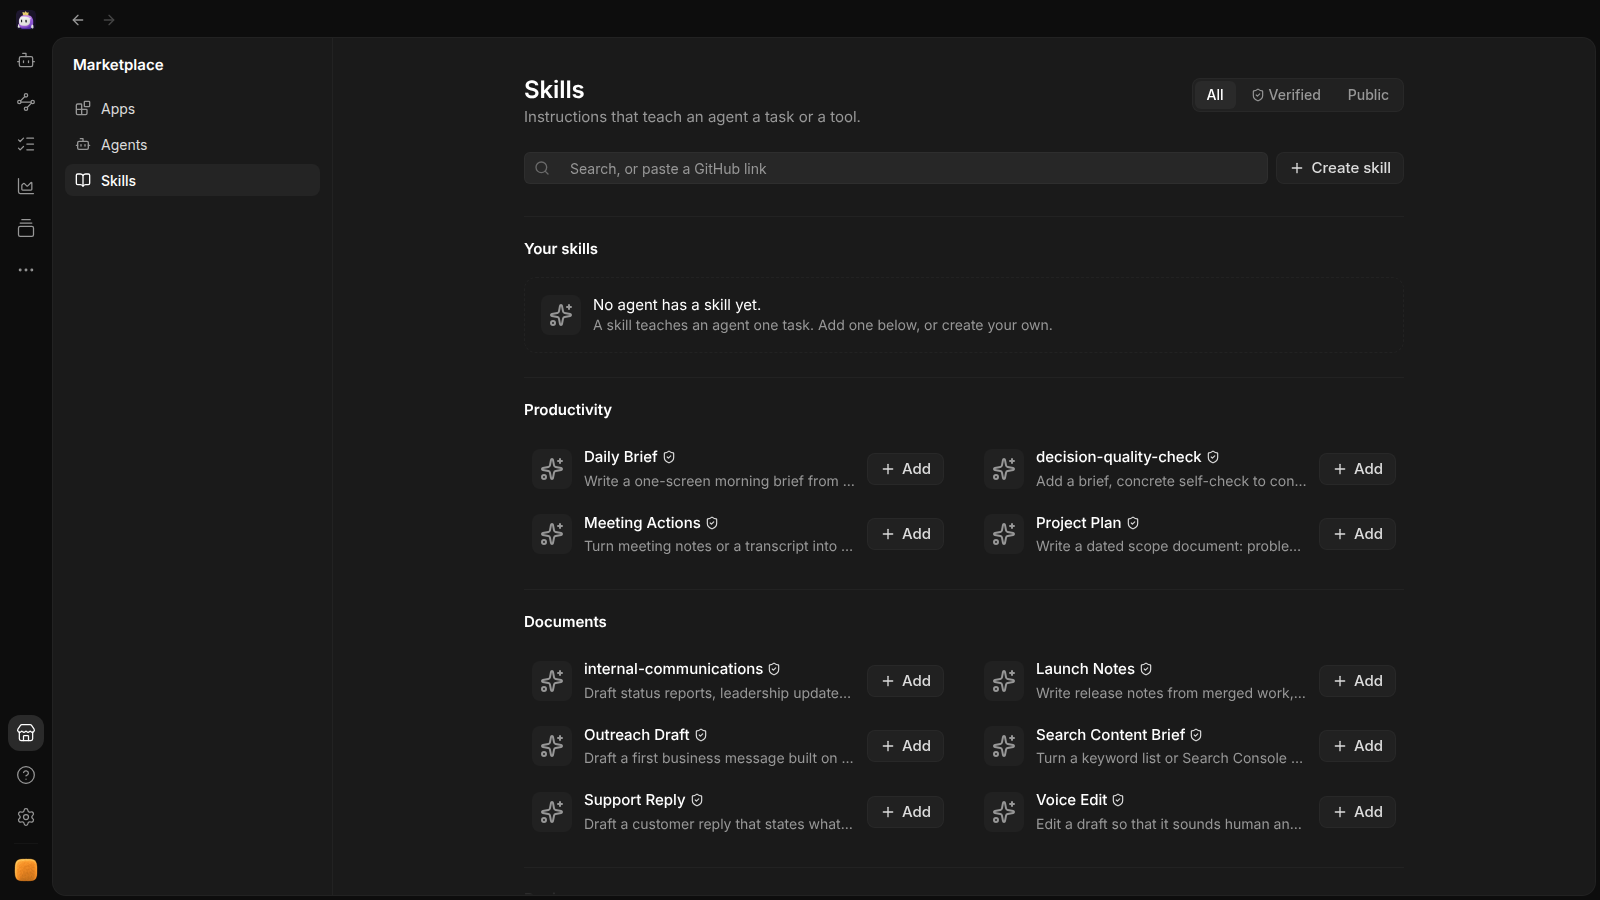 Marketplace
Apps
Agents
Skills
Skills
Instructions that teach an agent a task or a tool.
All
Verified
Public
Search, or paste a GitHub link
Create skill
Your skills
No agent has a skill yet.
A skill teaches an agent one task. Add one below, or create your own.
Productivity
Daily Brief
Write a one-screen morning brief from ...
Add
decision-quality-check
Add a brief, concrete self-check to con...
Add
Meeting Actions
Turn meeting notes or a transcript into ...
Add
Project Plan
Write a dated scope document: proble...
Add
Documents
internal-communications
Draft status reports, leadership update...
Add
Launch Notes
Write release notes from merged work,...
Add
Outreach Draft
Draft a first business message built on ...
Add
Search Content Brief
Turn a keyword list or Search Console ...
Add
Support Reply
Draft a customer reply that states what...
Add
Voice Edit
Edit a draft so that it sounds human an...
Add